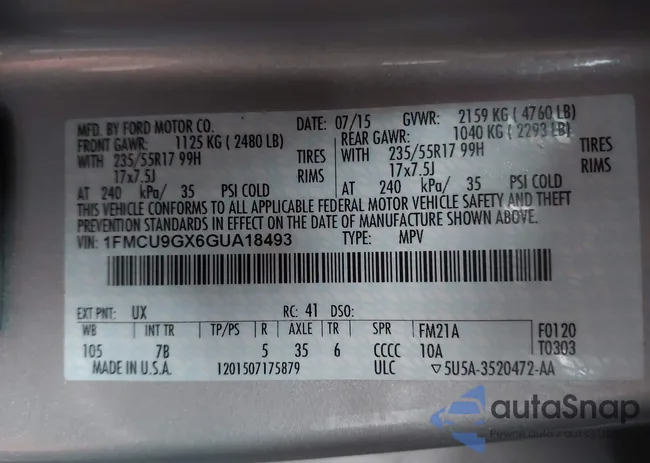 MFD. BY FORD MOTOR CO. DATE: 07/15 GVWR: 2159 KG ( 4760 LB)
FRONT GAWR: 1125 KG ( 2480 LB) REAR GAWR: 1040 KG ( 2293 LB)
WITH 235/55R17 99H TIRES WITH 235/55R17 99H TIRES
17x7.5J RIMS 17x7.5J RIMS
AT 240 kPa/ 35 PSI COLD AT 240 kPa/ 35 PSI COLD
THIS VEHICLE CONFORMS TO ALL APPLICABLE FEDERAL MOTOR VEHICLE SAFETY AND THEFT
PREVENTION STANDARDS IN EFFECT ON THE DATE OF MANUFACTURE SHOWN ABOVE.
VIN: 1FMCU9GX6GUA18493 TYPE: MPV
EXT PNT: UX RC: 41 DSO:
WB INT TR TP/PS R AXLE TR SPR FM21A F0120
105 7B 5 35 6 CCCC 10A T0303
MADE IN U.S.A. 1201507175879 ULC ▽5U5A-3520472-AA
autaSnap
Pewne auto z USA